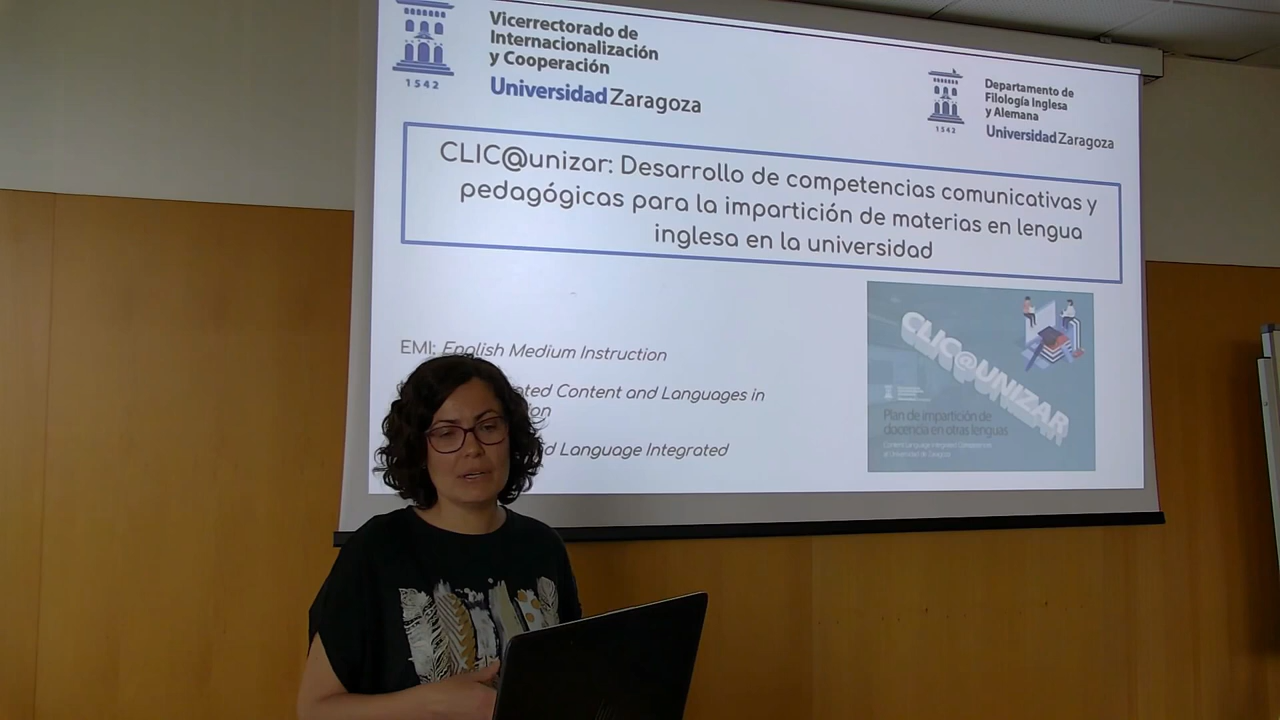 Vicerrectorado de
Internacionalización
y Cooperación
Universidad Zaragoza
1542
Departamento de
Filología Inglesa
y Alemana
Universidad Zaragoza
1542
CLIC@unizar: Desarrollo de competencias comunicativas y
pedagógicas para la impartición de materias en lengua
inglesa en la universidad
EMI: English Medium Instruction
Content and Languages in
Language Integrated
CLIC@UNIZAR
Plan de impartición de
docencia en otras lenguas